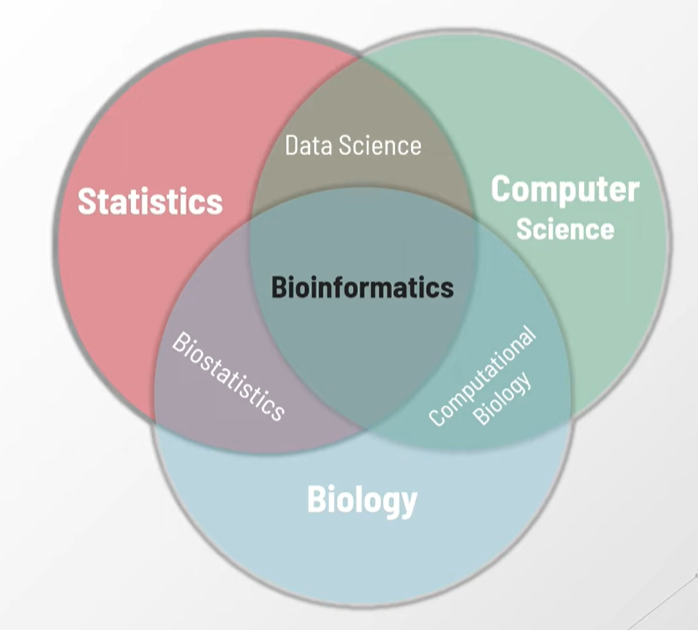 Data Science
Statistics
Computer
Science
Bioinformatics
Biostatistics
Computational
Biology
Biology